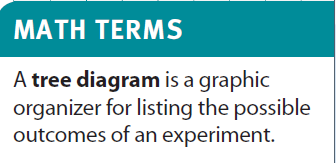 MATH TERMS
A tree diagram is a graphic
organizer for listing the possible
outcomes of an experiment.